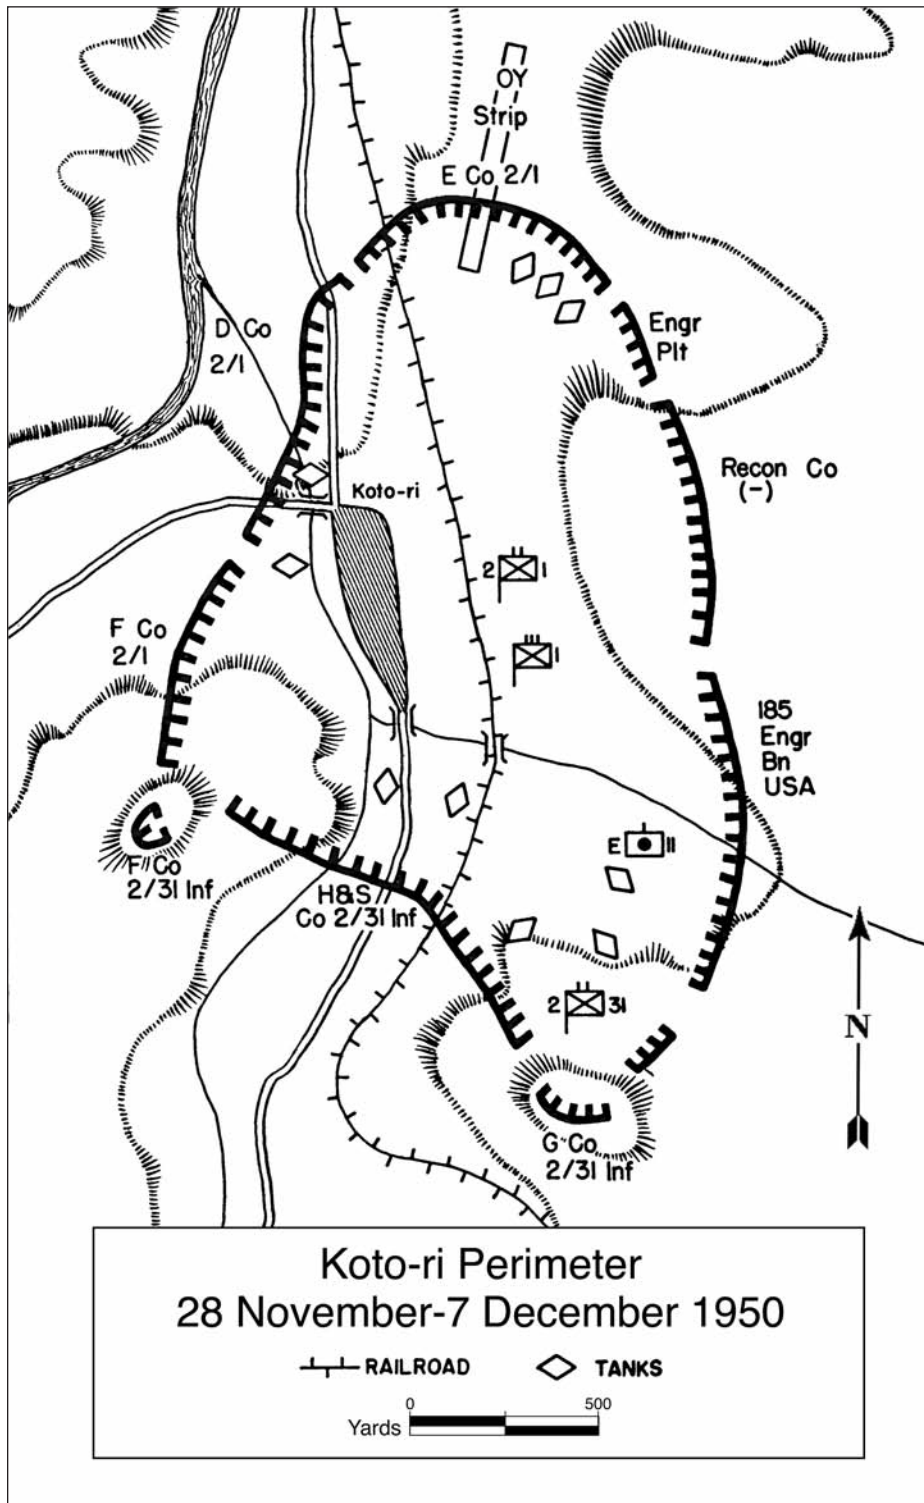 OY
Strip
E Co 2/1
D Co
2/1
Engr
Plt
Recon Co
(-)
Koto-ri
2 1
1
F Co
2/1
185
Engr
Bn
USA
E 11
F Co
2/31 Inf
H&S
Co 2/31 Inf
2 31
N
G Co
2/31 Inf
Koto-ri Perimeter
28 November-7 December 1950
RAILROAD
TANKS
0 500
Yards